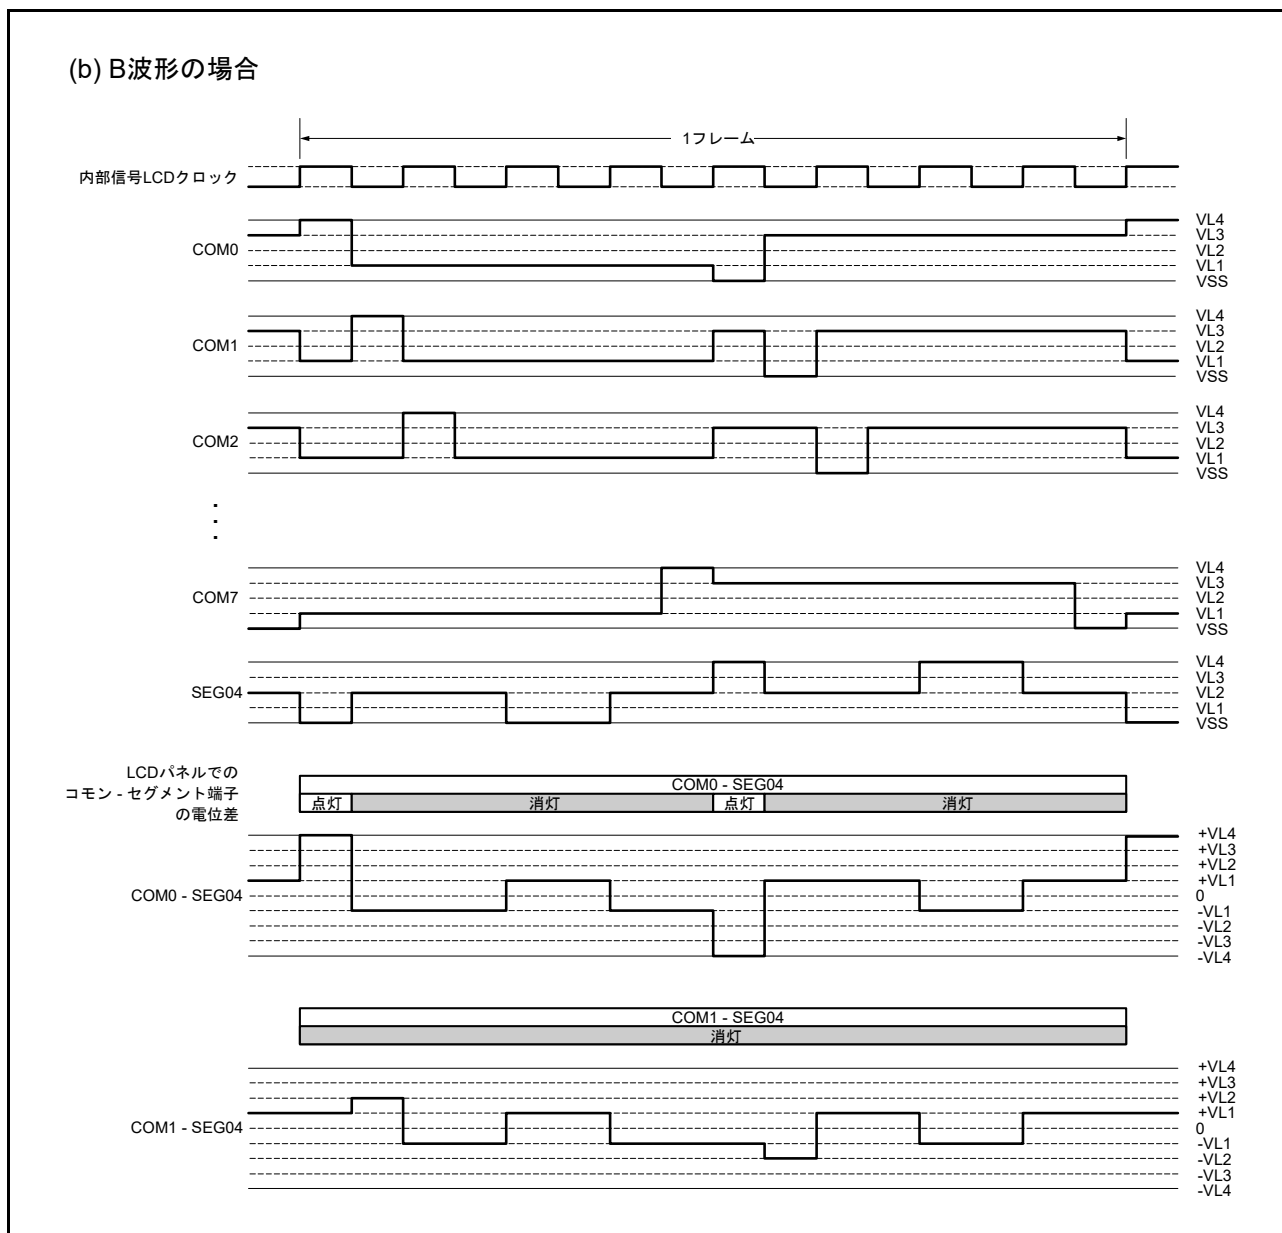 (b) B波形の場合
1フレーム
内部信号LCDクロック
COM0
VL4
VL3
VL2
VL1
VSS
COM1
VL4
VL3
VL2
VL1
VSS
COM2
VL4
VL3
VL2
VL1
VSS
COM7
VL4
VL3
VL2
VL1
VSS
SEG04
VL4
VL3
VL2
VL1
VSS
LCDパネルでの
コモン - セグメント端子
の電位差
COM0 - SEG04
点灯 消灯 点灯 消灯
COM0 - SEG04
+VL4
+VL3
+VL2
+VL1
0
-VL1
-VL2
-VL3
-VL4
COM1 - SEG04
消灯
COM1 - SEG04
+VL4
+VL3
+VL2
+VL1
0
-VL1
-VL2
-VL3
-VL4